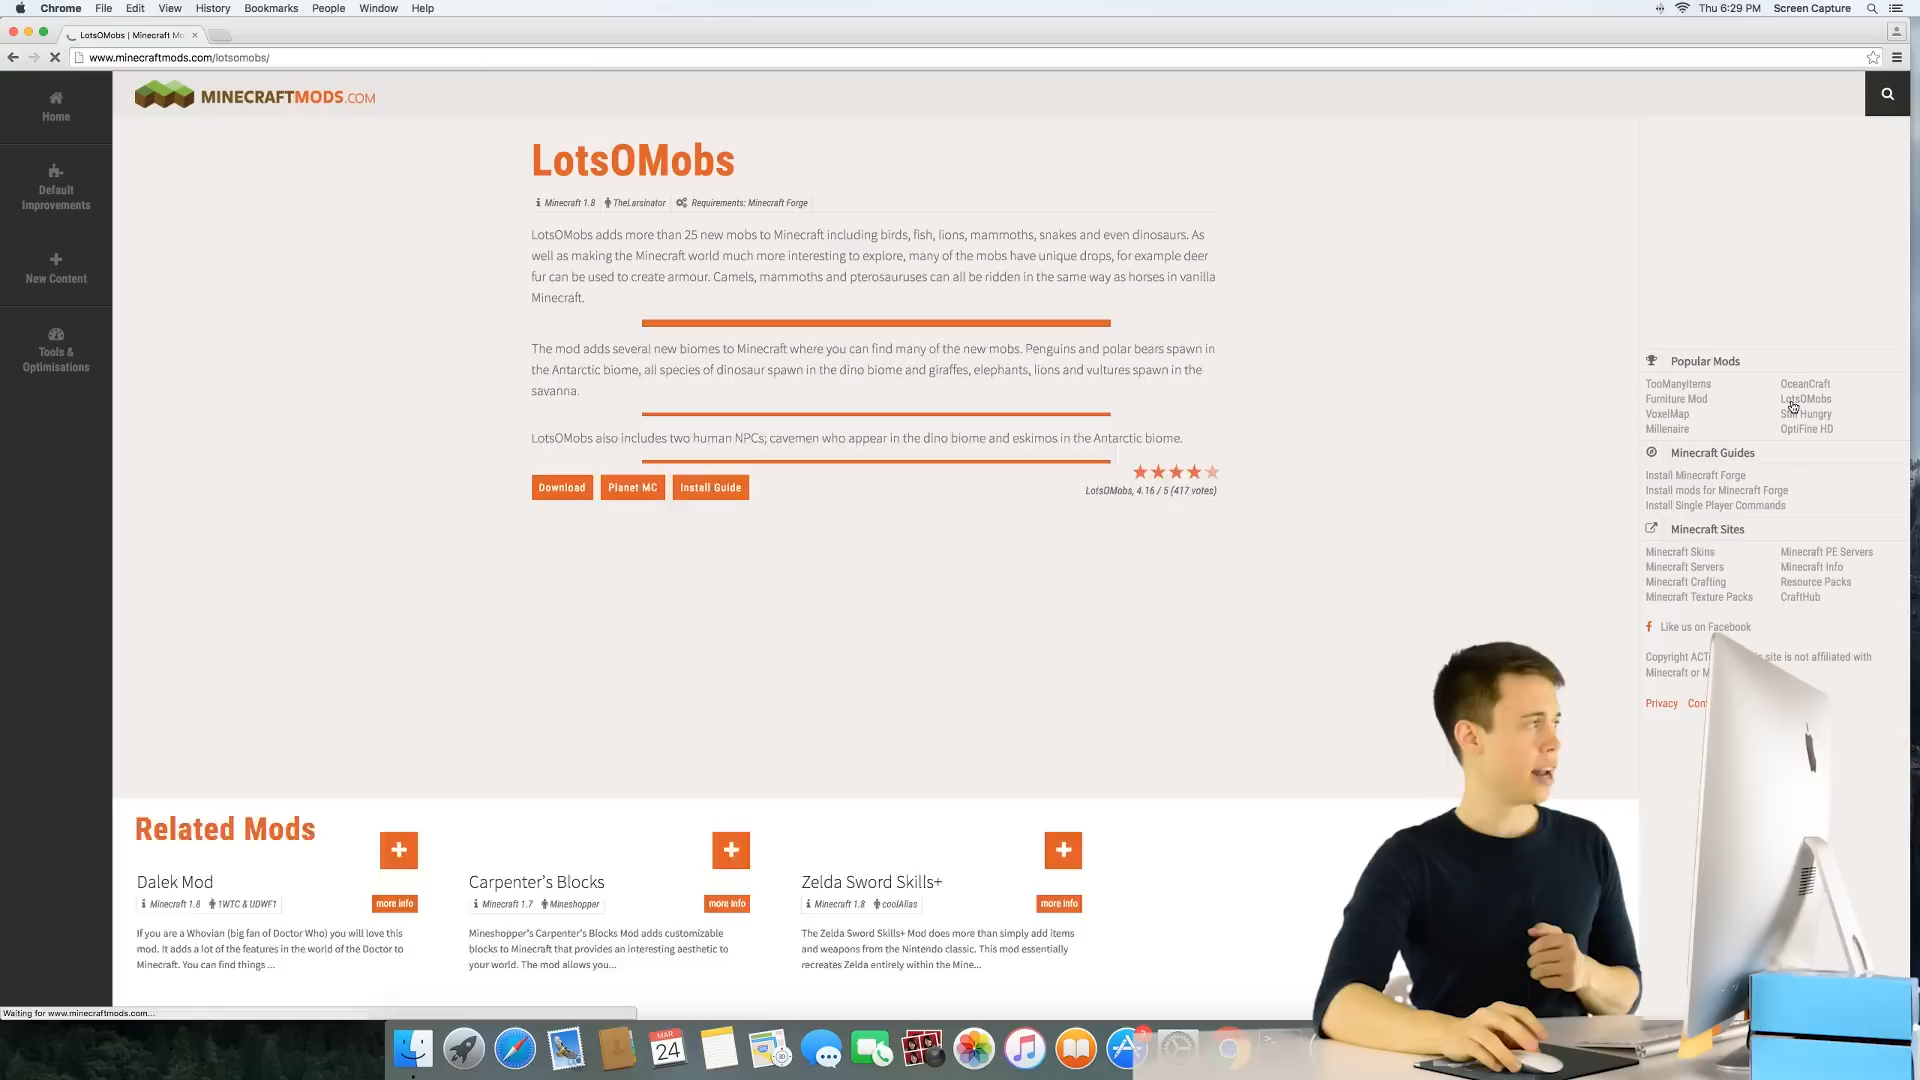 Chrome File Edit View History Bookmarks People Window Help
Thu 6:29 PM Screen Capture
LotsOMobs | Minecraft Mo
www.minecraftmods.com/lotsomobs/
Home
Default
Improvements
New Content
Tools &
Optimisations
MINECRAFTMODS.COM
LotsOMobs
Minecraft 1.8 TheLarsinator Requirements: Minecraft Forge
LotsOMobs adds more than 25 new mobs to Minecraft including birds, fish, lions, mammoths, snakes and even dinosaurs. As
well as making the Minecraft world much more interesting to explore, many of the mobs have unique drops, for example deer
fur can be used to create armour. Camels, mammoths and pterosauruses can all be ridden in the same way as horses in vanilla
Minecraft.
The mod adds several new biomes to Minecraft where you can find many of the new mobs. Penguins and polar bears spawn in
the Antarctic biome, all species of dinosaur spawn in the dino biome and giraffes, elephants, lions and vultures spawn in the
savanna.
LotsOMobs also includes two human NPCs; cavemen who appear in the dino biome and eskimos in the Antarctic biome.
Download Planet MC Install Guide
LotsOMobs, 4.16 / 5 (417 votes)
Popular Mods
TooManyItems OceanCraft
Furniture Mod LotsOMobs
VoxelMap Still Hungry
Millenaire OptiFine HD
Minecraft Guides
Install Minecraft Forge
Install mods for Minecraft Forge
Install Single Player Commands
Minecraft Sites
Minecraft Skins Minecraft PE Servers
Minecraft Servers Minecraft Info
Minecraft Crafting Resource Packs
Minecraft Texture Packs CraftHub
Like us on Facebook
Copyright ACT site is not affiliated with
Minecraft or M
Privacy Con
Related Mods
Dalek Mod
Minecraft 1.8 1WTC & UDWF1 more info
If you are a Whovian (big fan of Doctor Who) you will love this
mod. It adds a lot of the features in the world of the Doctor to
Minecraft. You can find things ...
Carpenter's Blocks
Minecraft 1.7 Mineshopper more info
Mineshopper's Carpenter's Blocks Mod adds customizable
blocks to Minecraft that provides an interesting aesthetic to
your world. The mod allows you...
Zelda Sword Skills+
Minecraft 1.8 coolAlias more info
The Zelda Sword Skills+ Mod does more than simply add items
and weapons from the Nintendo classic. This mod essentially
recreates Zelda entirely within the Mine...
Waiting for www.minecraftmods.com...
MAR
24